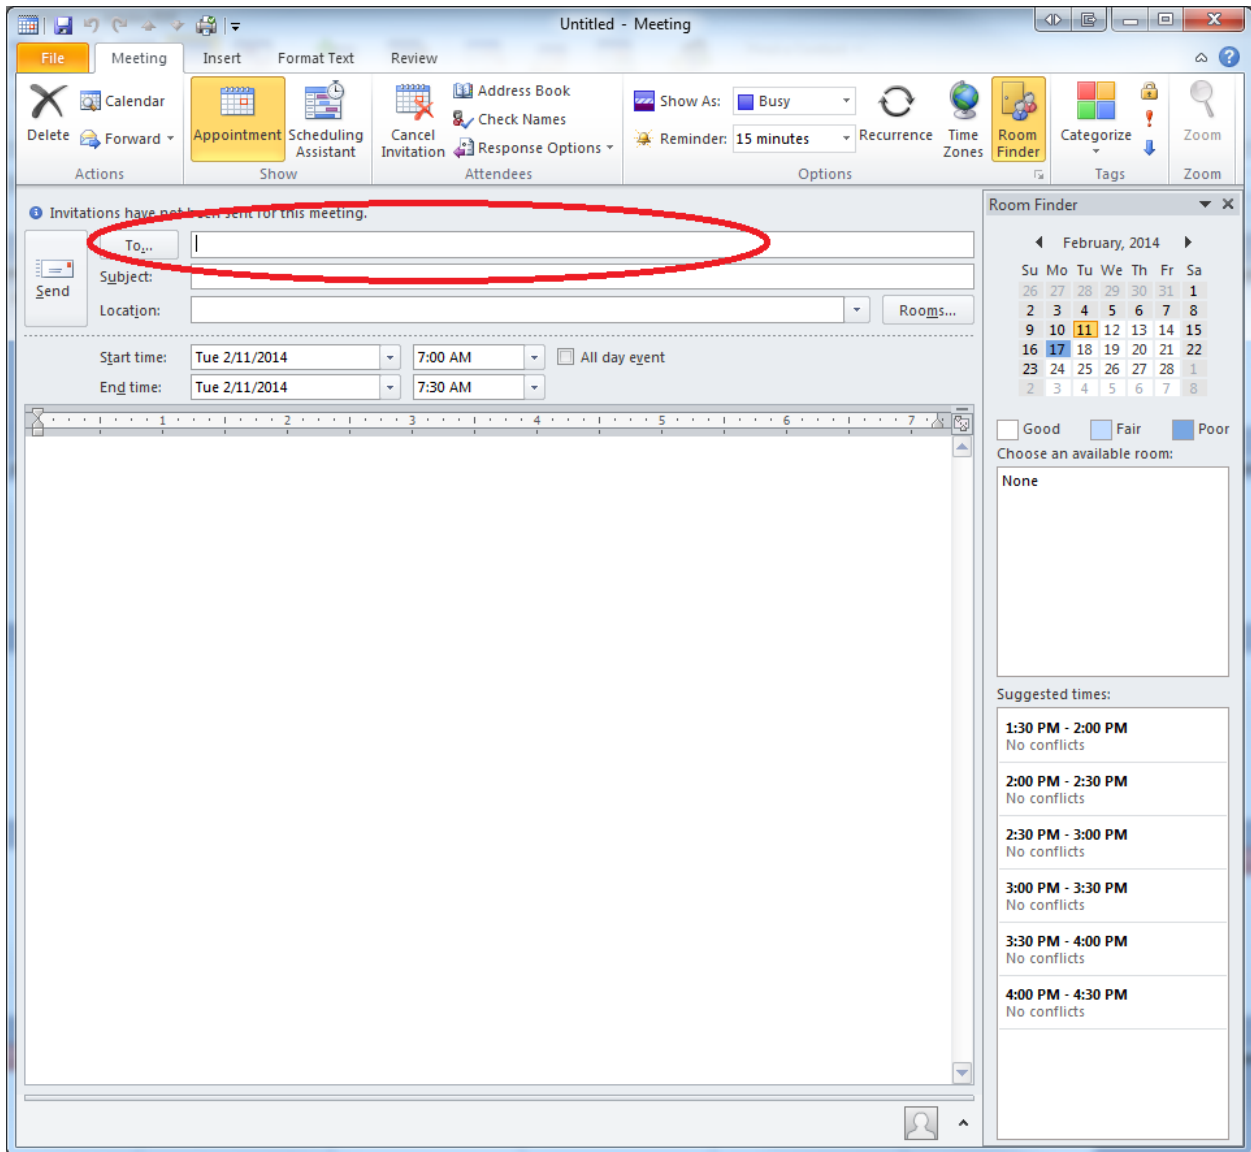 Untitled - Meeting
File Meeting Insert Format Text Review
Delete Calendar Forward Appointment Scheduling Assistant Cancel Invitation Address Book Check Names Response Options Show As: Busy Reminder: 15 minutes Recurrence Time Zones Room Finder Categorize Zoom
Actions Show Attendees Options Tags Zoom
Invitations have not been sent for this meeting.
To...
Send
Subject:
Location: Rooms...
Start time: Tue 2/11/2014 7:00 AM All day event
End time: Tue 2/11/2014 7:30 AM
1 2 3 4 5 6 7
Room Finder
February, 2014
Su Mo Tu We Th Fr Sa
26 27 28 29 30 31 1
2 3 4 5 6 7 8
9 10 11 12 13 14 15
16 17 18 19 20 21 22
23 24 25 26 27 28 1
2 3 4 5 6 7 8
Good Fair Poor
Choose an available room:
None
Suggested times:
1:30 PM - 2:00 PM
No conflicts
2:00 PM - 2:30 PM
No conflicts
2:30 PM - 3:00 PM
No conflicts
3:00 PM - 3:30 PM
No conflicts
3:30 PM - 4:00 PM
No conflicts
4:00 PM - 4:30 PM
No conflicts